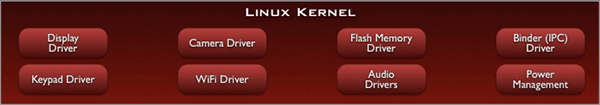 LINUX KERNEL
Display
Driver
Camera Driver
Flash Memory
Driver
Binder (IPC)
Driver
Keypad Driver
WiFi Driver
Audio
Drivers
Power
Management